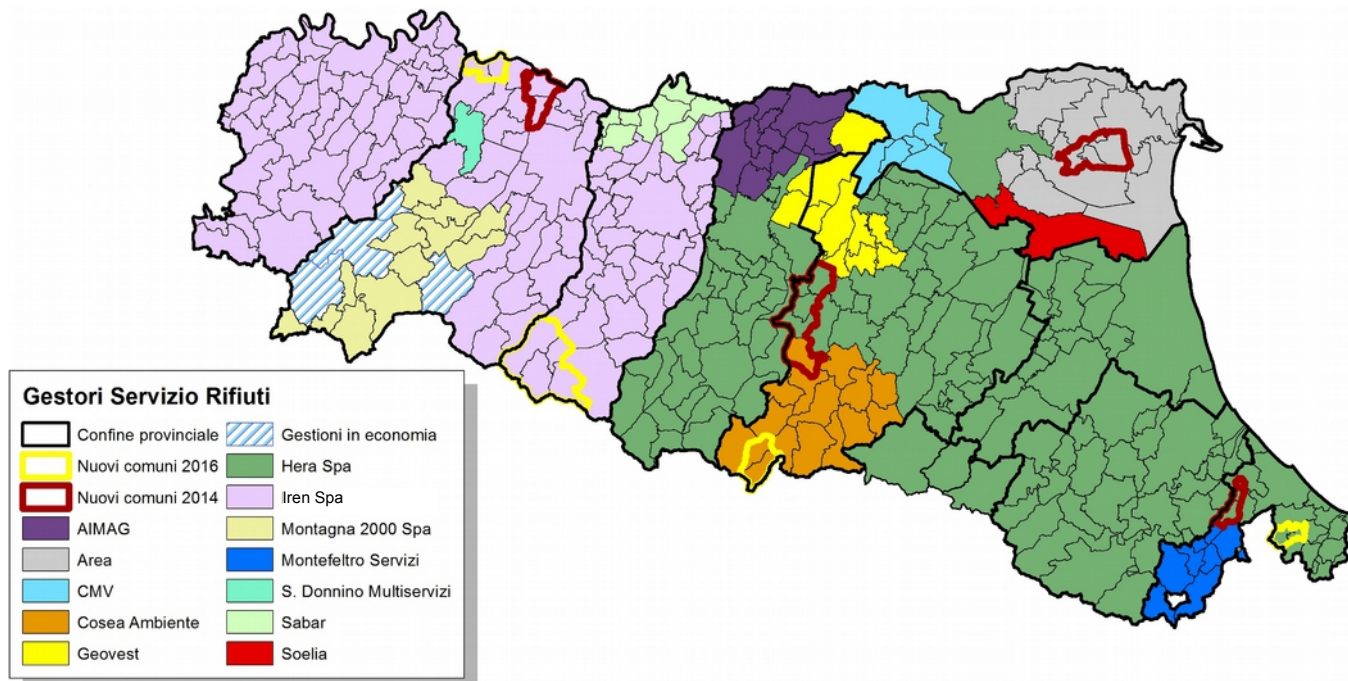 Gestori Servizio Rifiuti
Confine provinciale
Gestioni in economia
Nuovi comuni 2016
Hera Spa
Nuovi comuni 2014
Iren Spa
AIMAG
Montagna 2000 Spa
Area
Montefeltro Servizi
CMV
S. Donnino Multiservizi
Cosea Ambiente
Sabar
Geovest
Soelia